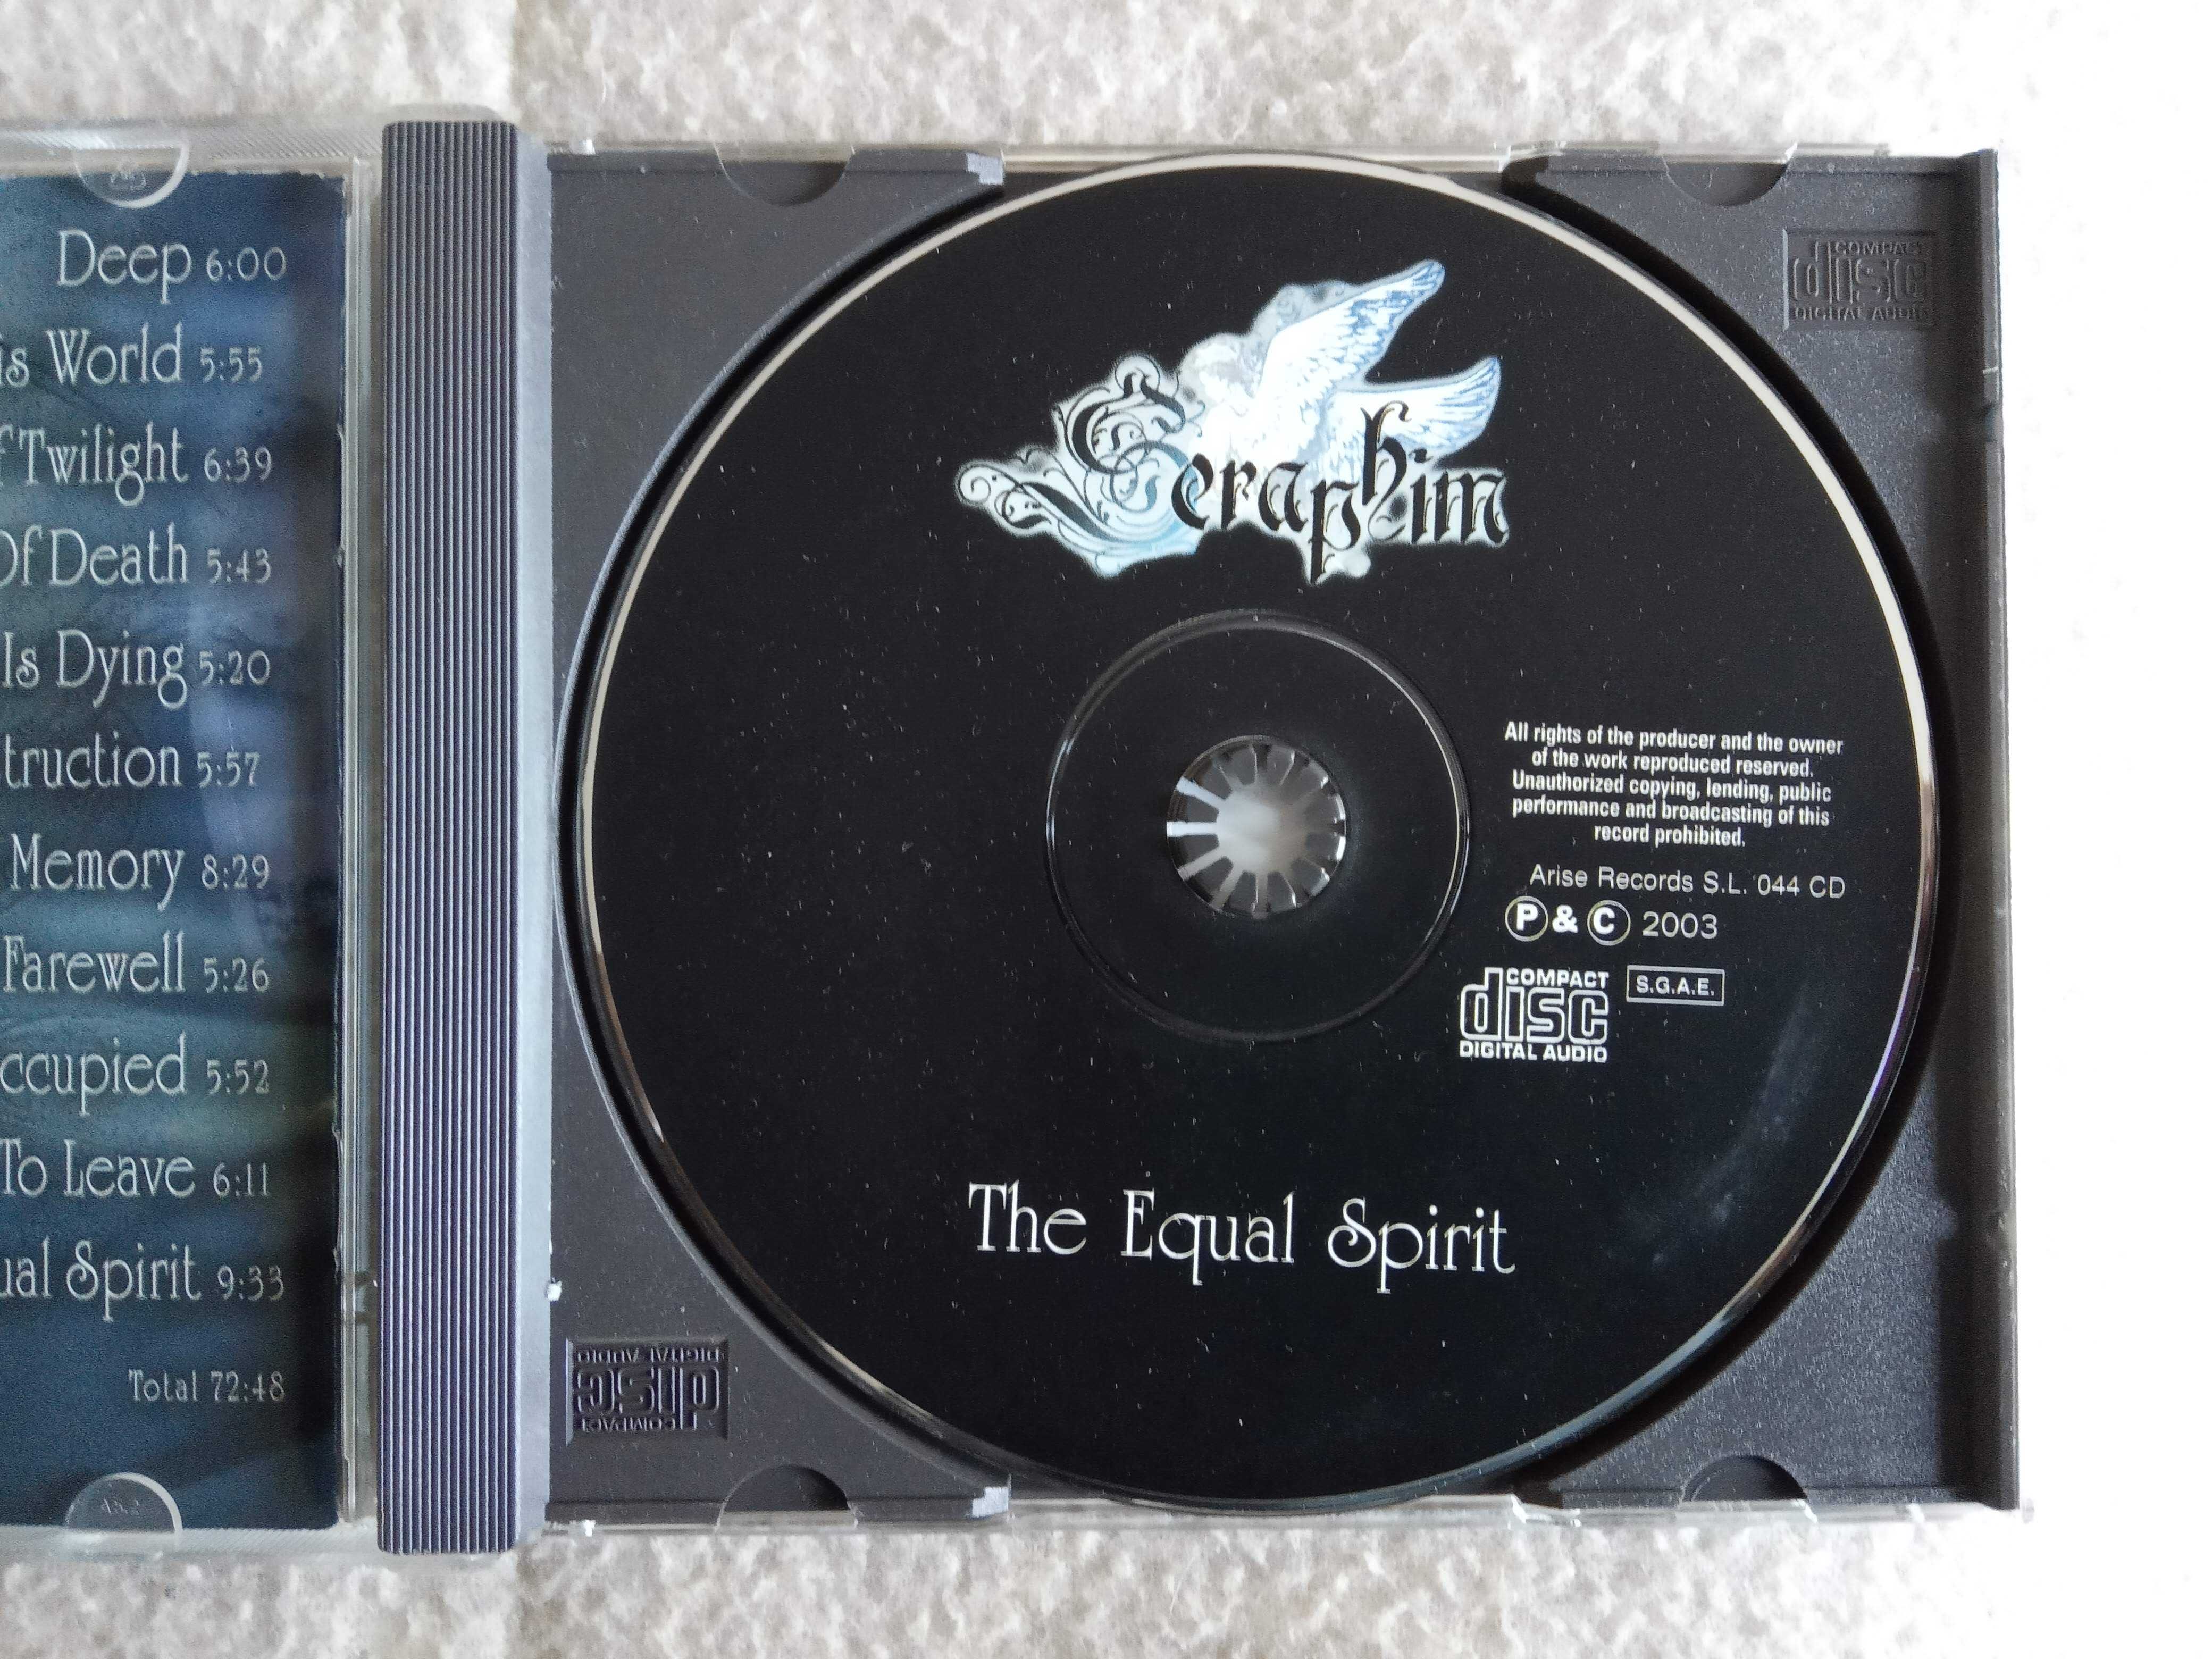 Deep 6:00
is World 5:55
f Twilight 6:39
Of Death 5:43
Is Dying 5:20
truction 5:57
Memory 8:29
Farewell 5:26
ccupied 5:52
To Leave 6:11
ual Spirit 9:33
Total 72:48
Seraphim
All rights of the producer and the owner
of the work reproduced reserved.
Unauthorized copying, lending, public
performance and broadcasting of this
record prohibited.
Arise Records S.L. 044 CD
Ⓟ & Ⓒ 2003
COMPACT
disc
DIGITAL AUDIO
S.G.A.E.
The Equal Spirit
COMPACT
disc
DIGITAL AUDIO
COMPACT
disc
DIGITAL AUDIO